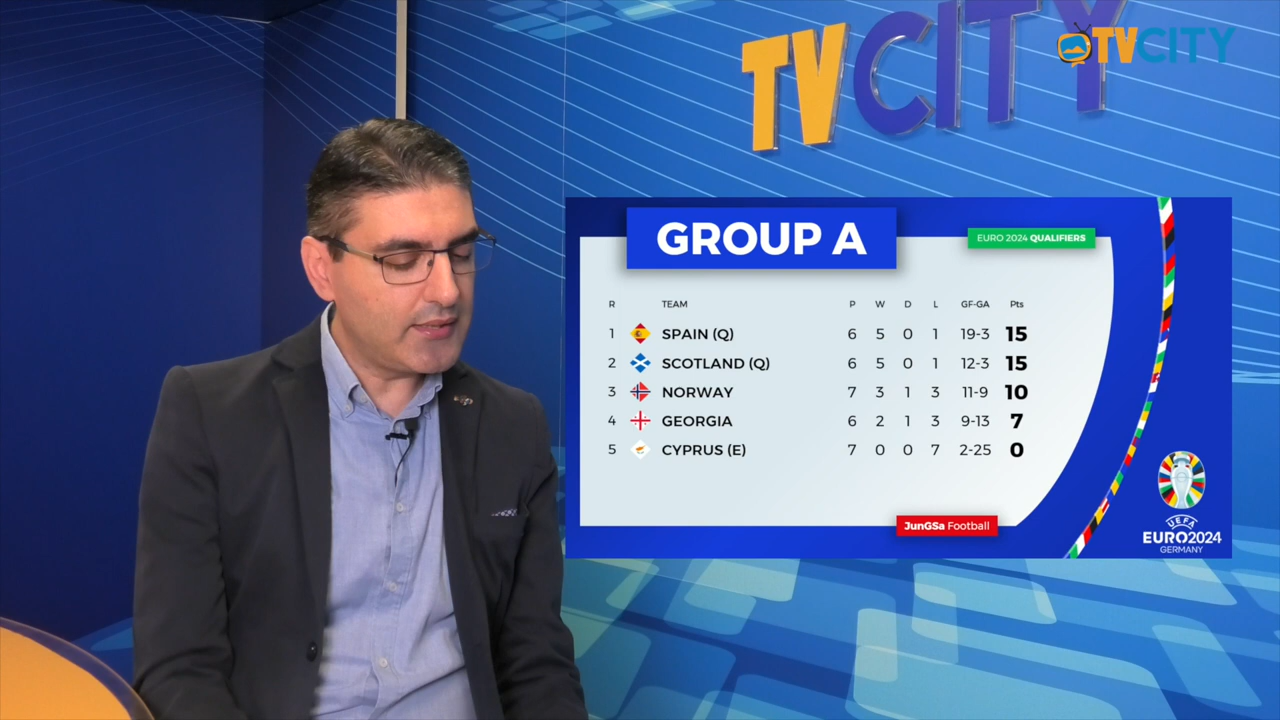 TVCITY
TVCITY
GROUP A
EURO 2024 QUALIFIERS
R TEAM P W D L GF-GA Pts
1 SPAIN (Q) 6 5 0 1 19-3 15
2 SCOTLAND (Q) 6 5 0 1 12-3 15
3 NORWAY 7 3 1 3 11-9 10
4 GEORGIA 6 2 1 3 9-13 7
5 CYPRUS (E) 7 0 0 7 2-25 0
JunGSa Football
UEFA
EURO2024
GERMANY